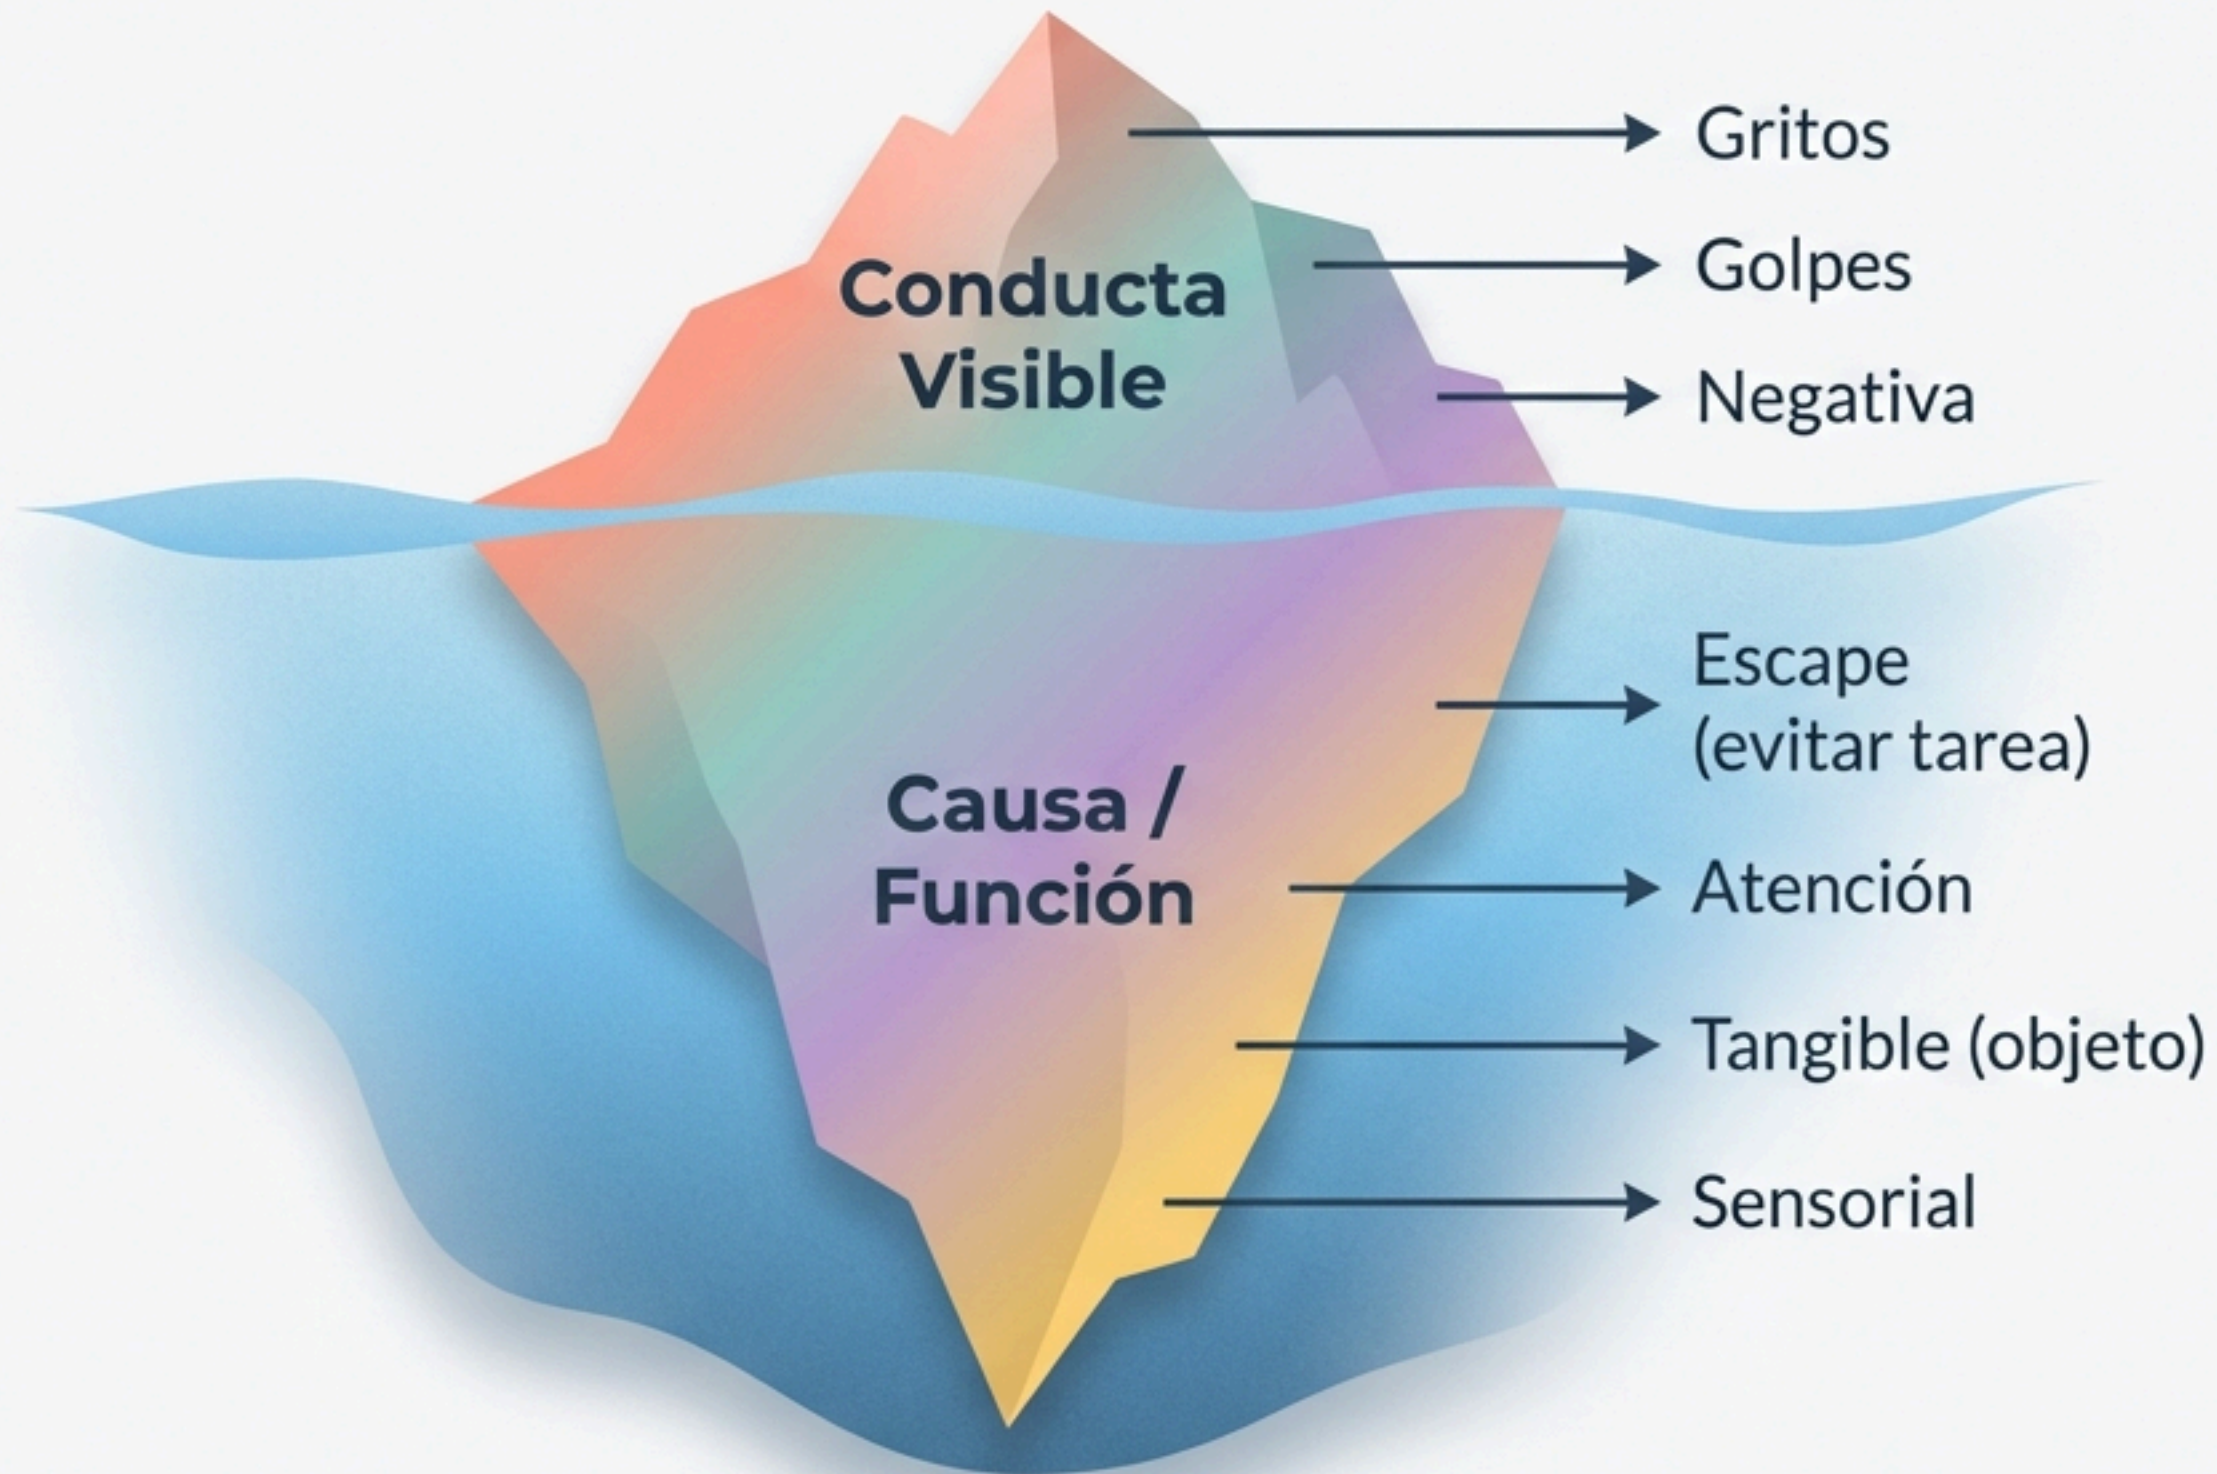 Gritos
Golpes
Conducta
Visible
Negativa
Escape
(evitar tarea)
Causa /
Función
Atención
Tangible (objeto)
Sensorial